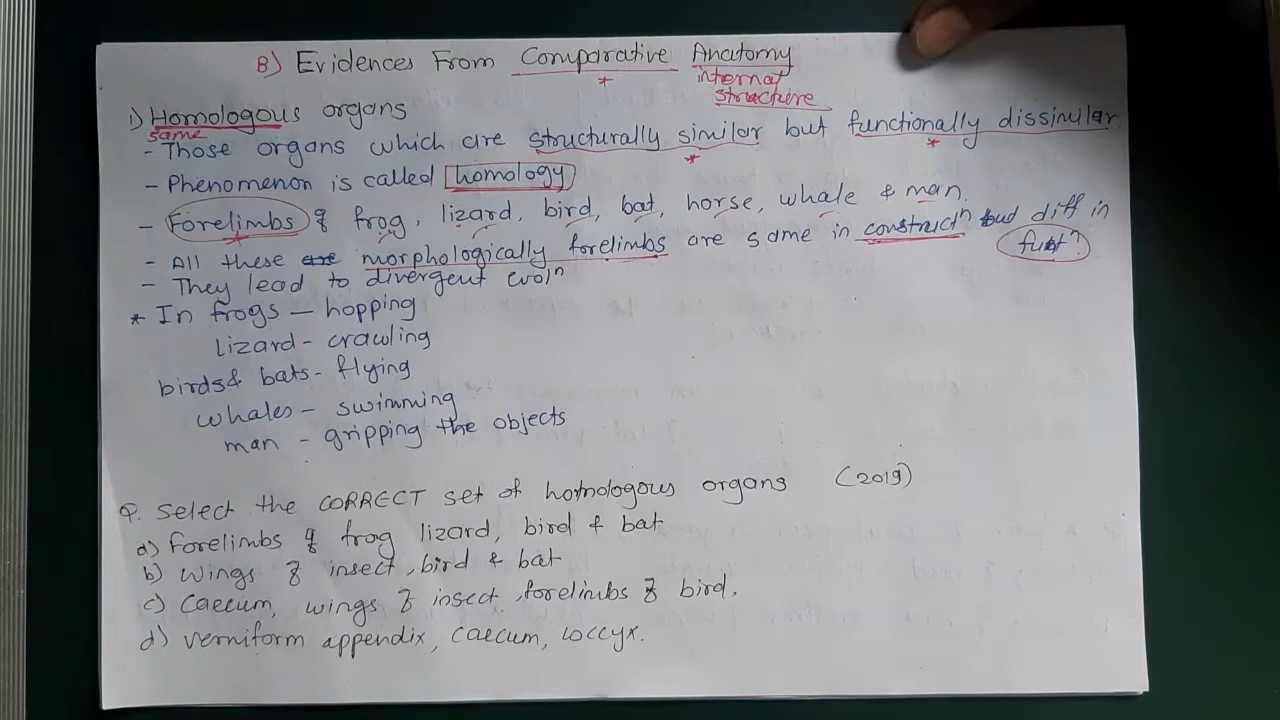 B) Evidences From Comparative Anatomy
* internal
structure
i) Homologous organs
same
- Those organs which are structurally similar but functionally dissimilar
* *
- Phenomenon is called homology
- Forelimbs of frog, lizard, bird, bat, horse, whale & man.
- All these are morphologically forelimbs are same in constructn but diff in functn
- They lead to divergent evoln
* In frogs - hopping
lizard - crawling
birds & bats - flying
whales - swimming
man - gripping the objects
Q. Select the CORRECT set of homologous organs (2019)
a) Forelimbs of frog lizard, bird & bat
b) wings of insect, bird & bat
c) Caecum, wings of insect, forelimbs of bird.
d) vermiform appendix, caecum, coccyx.